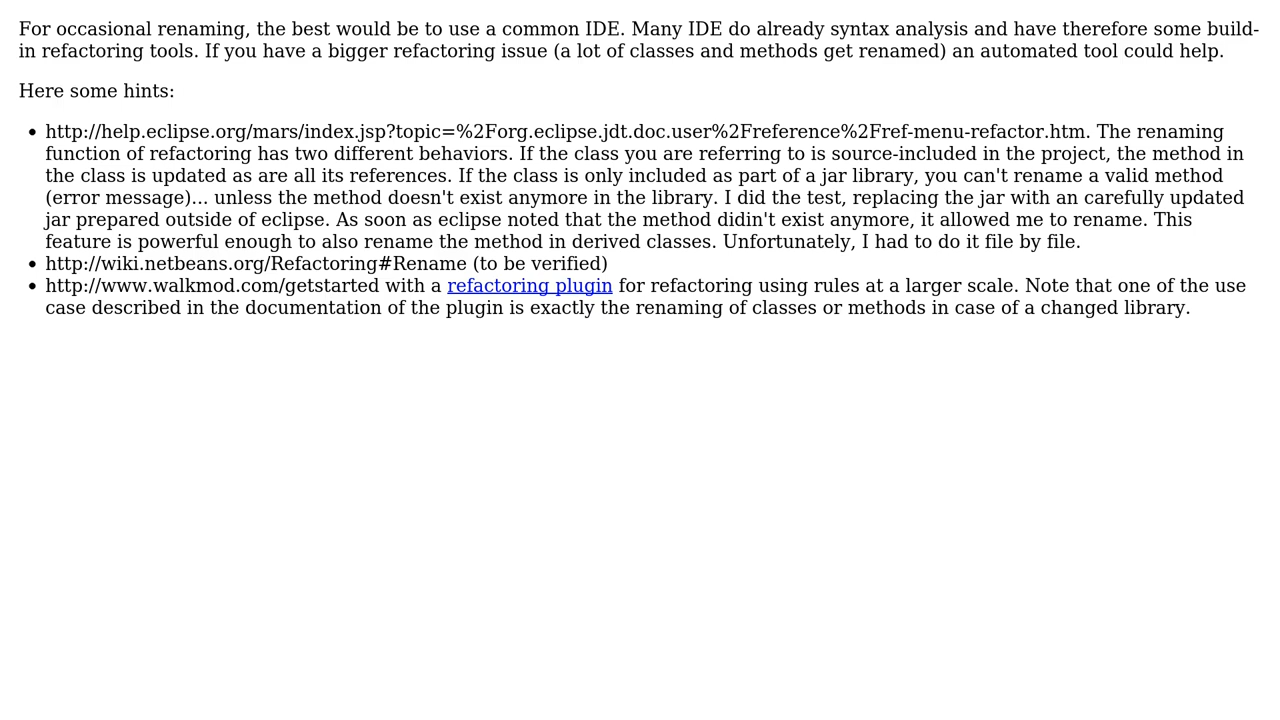 For occasional renaming, the best would be to use a common IDE. Many IDE do already syntax analysis and have therefore some build-
in refactoring tools. If you have a bigger refactoring issue (a lot of classes and methods get renamed) an automated tool could help.
Here some hints:
• http://help.eclipse.org/mars/index.jsp?topic=%2Forg.eclipse.jdt.doc.user%2Freference%2Fref-menu-refactor.htm. The renaming
function of refactoring has two different behaviors. If the class you are referring to is source-included in the project, the method in
the class is updated as are all its references. If the class is only included as part of a jar library, you can't rename a valid method
(error message)... unless the method doesn't exist anymore in the library. I did the test, replacing the jar with an carefully updated
jar prepared outside of eclipse. As soon as eclipse noted that the method didin't exist anymore, it allowed me to rename. This
feature is powerful enough to also rename the method in derived classes. Unfortunately, I had to do it file by file.
• http://wiki.netbeans.org/Refactoring#Rename (to be verified)
• http://www.walkmod.com/getstarted with a refactoring plugin for refactoring using rules at a larger scale. Note that one of the use
case described in the documentation of the plugin is exactly the renaming of classes or methods in case of a changed library.